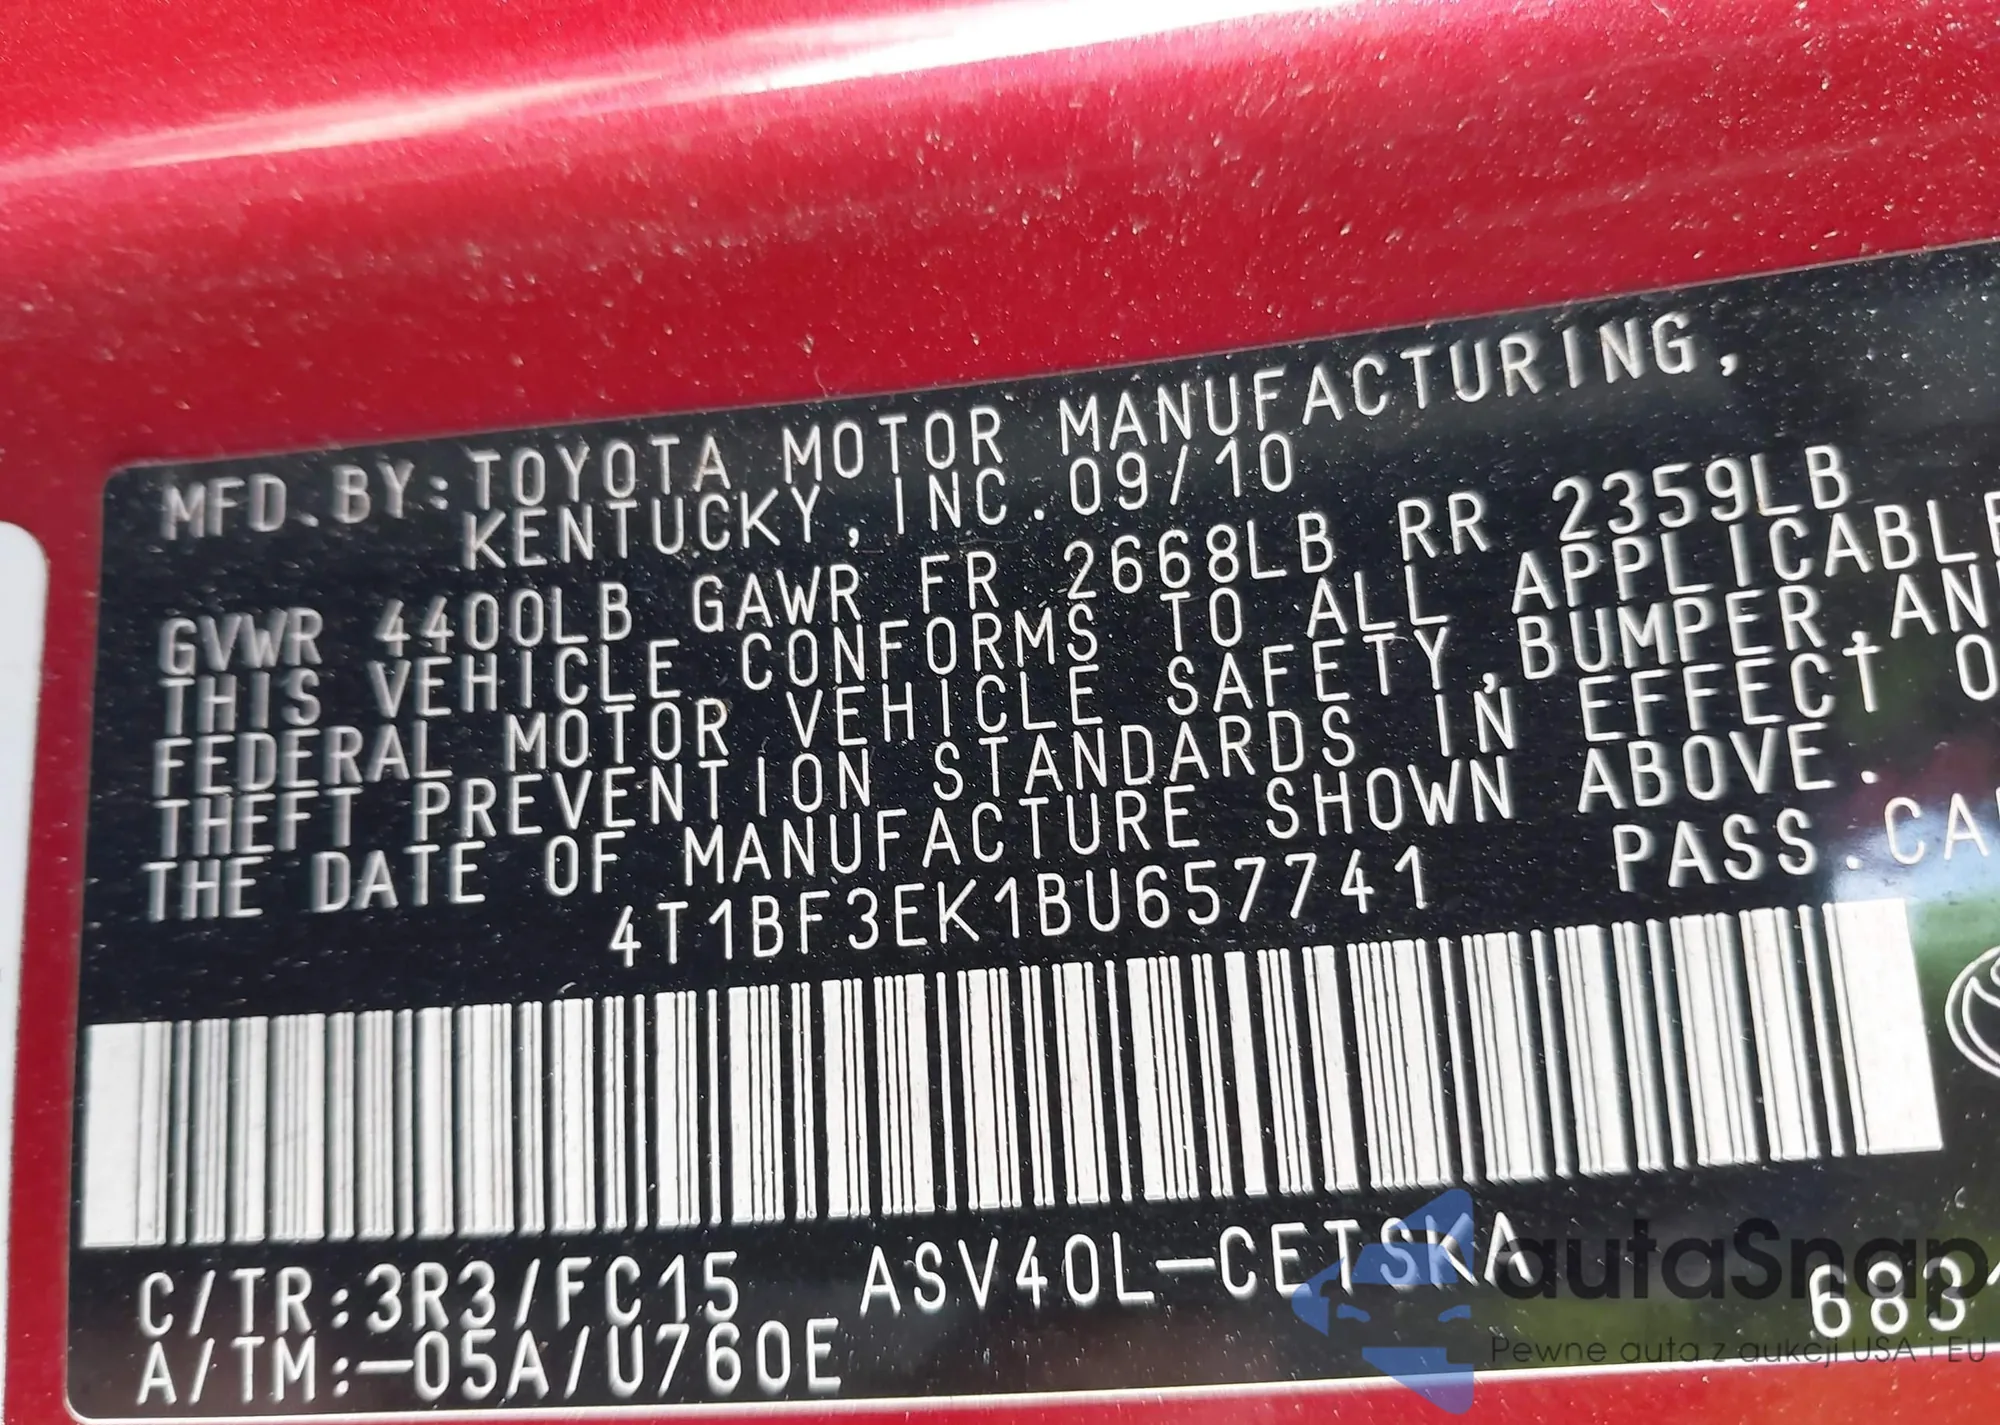 MFD.BY:TOYOTA MOTOR MANUFACTURING,
KENTUCKY, INC. 09/10
GVWR 4400LB GAWR FR 2668LB RR 2359LB
THIS VEHICLE CONFORMS TO ALL APPLICABLE
FEDERAL MOTOR VEHICLE SAFETY,BUMPER,AN
THEFT PREVENTION STANDARDS IN EFFECT O
THE DATE OF MANUFACTURE SHOWN ABOVE.
4T1BF3EK1BU657741 PASS.CA
C/TR:3R3/FC15 ASV40L-CETSKA
A/TM:-05A/U760E 683
autaSnap
Pewne auta z aukcji USA i EU